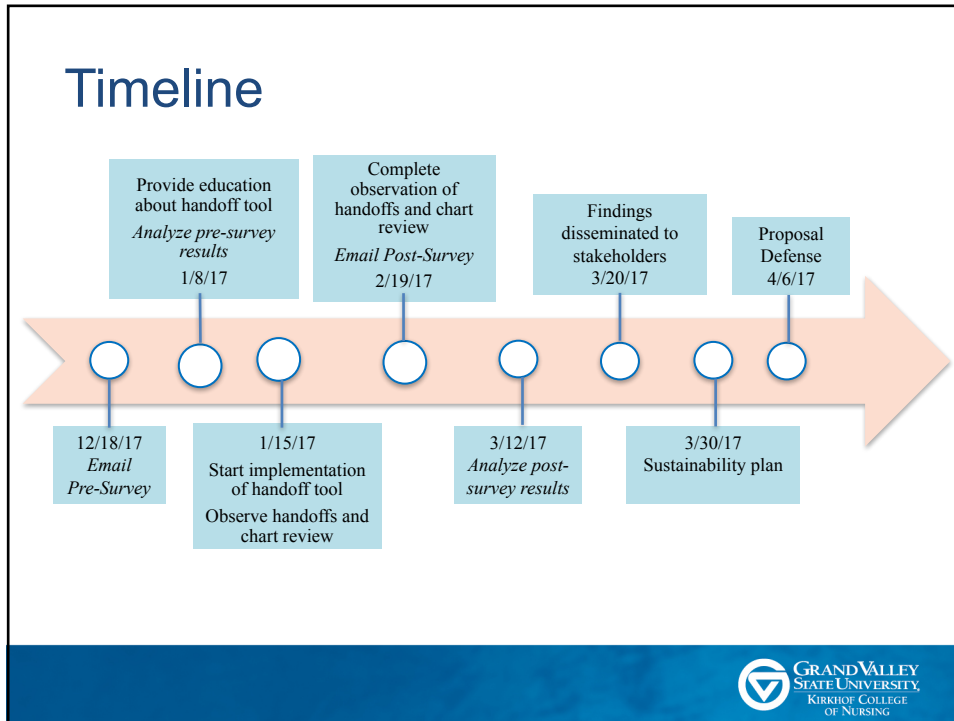 Timeline
Provide education
about handoff tool
Analyze pre-survey
results
1/8/17
Complete
observation of
handoffs and chart
review
Email Post-Survey
2/19/17
Findings
disseminated to
stakeholders
3/20/17
Proposal
Defense
4/6/17
12/18/17
Email
Pre-Survey
1/15/17
Start implementation
of handoff tool
Observe handoffs and
chart review
3/12/17
Analyze post-
survey results
3/30/17
Sustainability plan
GRAND VALLEY
STATE UNIVERSITY.
KIRKHOF COLLEGE
OF NURSING